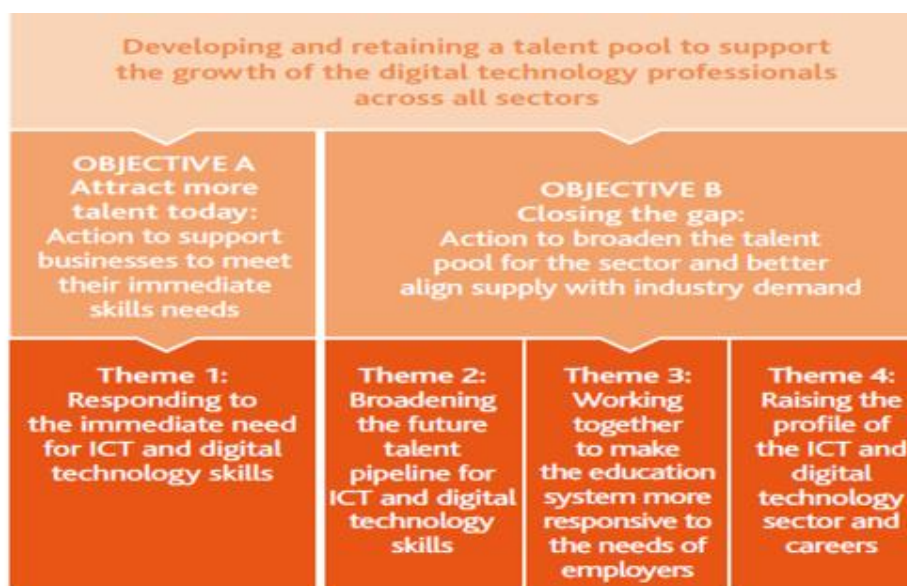 Developing and retaining a talent pool to support
the growth of the digital technology professionals
across all sectors
OBJECTIVE A
Attract more
talent today:
Action to support
businesses to meet
their immediate
skills needs
OBJECTIVE B
Closing the gap:
Action to broaden the talent
pool for the sector and better
align supply with industry demand
Theme 1:
Responding to
the immediate need
for ICT and digital
technology skills
Theme 2:
Broadening
the future
talent
pipeline for
ICT and digital
technology
skills
Theme 3:
Working
together
to make
the education
system more
responsive to
the needs of
employers
Theme 4:
Raising the
profile of
the ICT and
digital
technology
sector and
careers